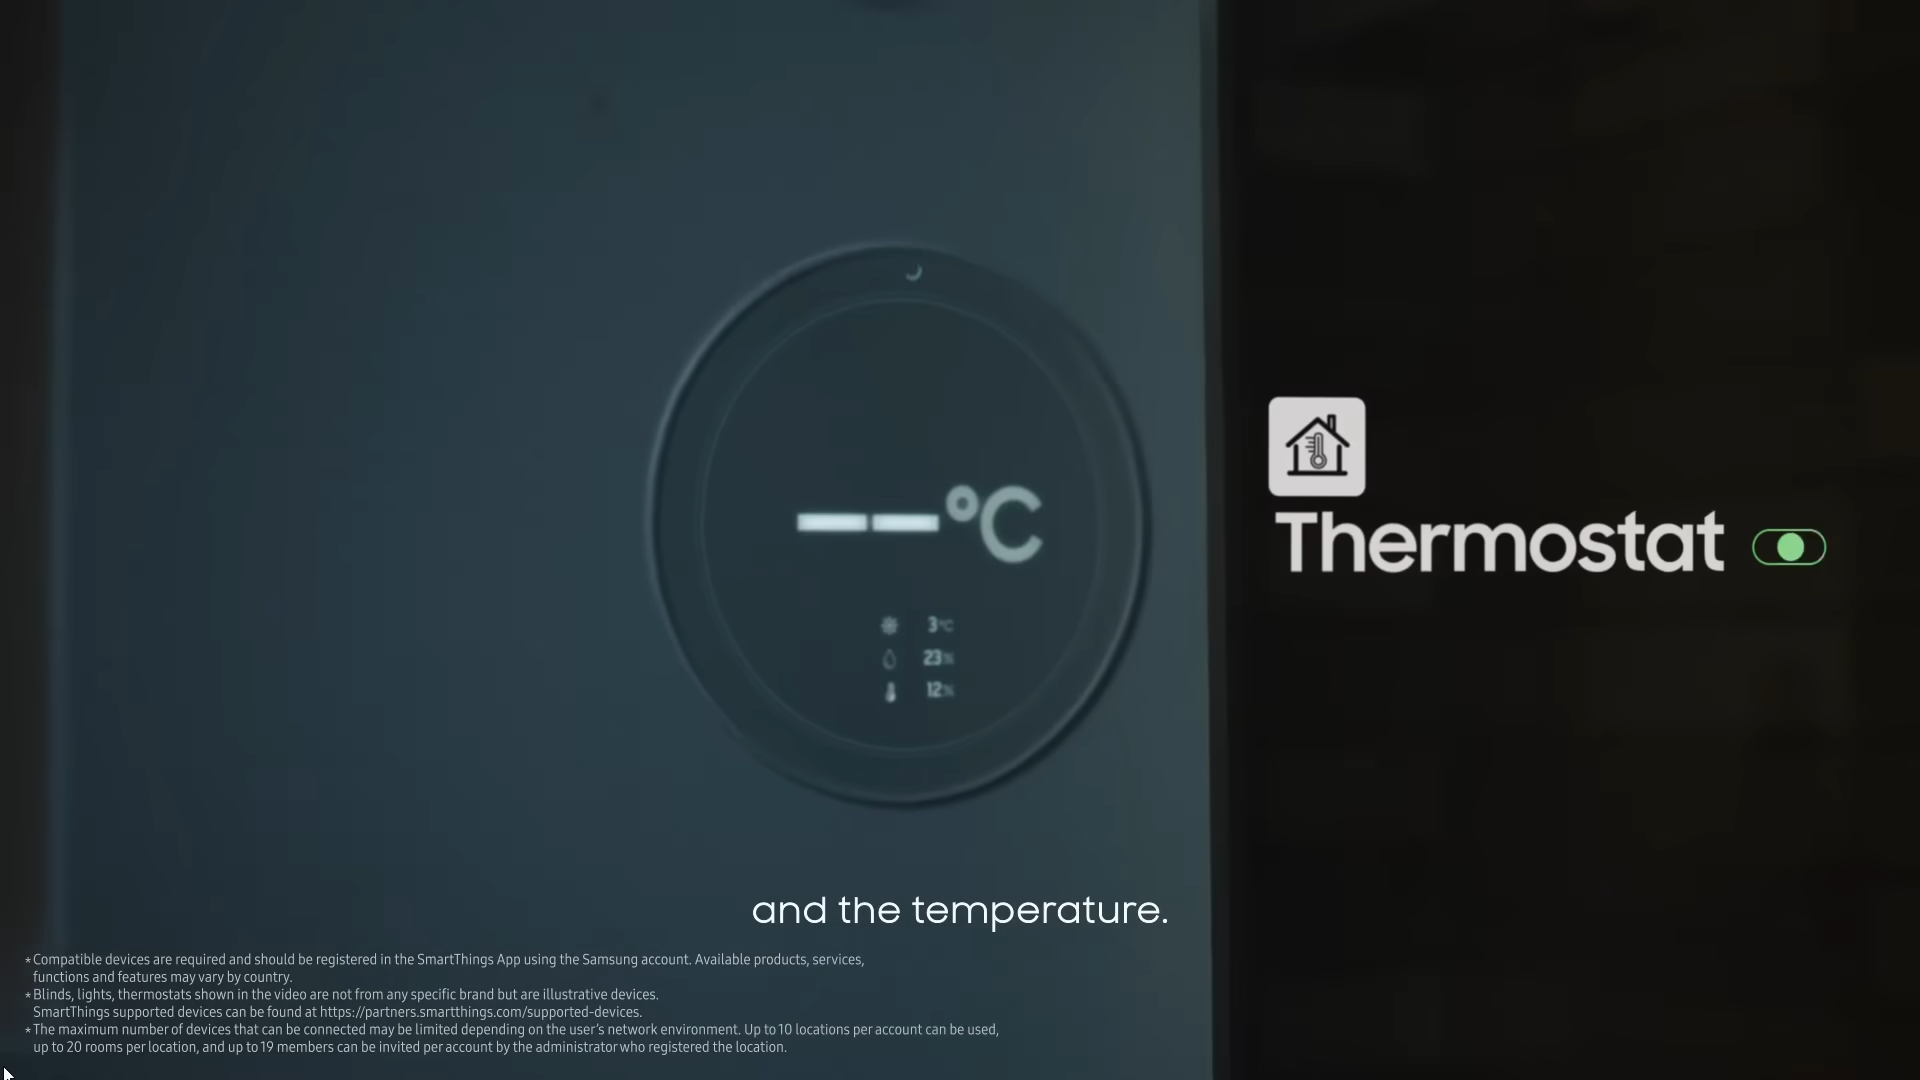 -- °C
3°C
23%
12%
Thermostat
and the temperature.
*Compatible devices are required and should be registered in the SmartThings App using the Samsung account. Available products, services,
functions and features may vary by country.
*Blinds, lights, thermostats shown in the video are not from any specific brand but are illustrative devices.
SmartThings supported devices can be found at https://partners.smartthings.com/supported-devices.
*The maximum number of devices that can be connected may be limited depending on the user's network environment. Up to 10 locations per account can be used,
up to 20 rooms per location, and up to 19 members can be invited per account by the administrator who registered the location.